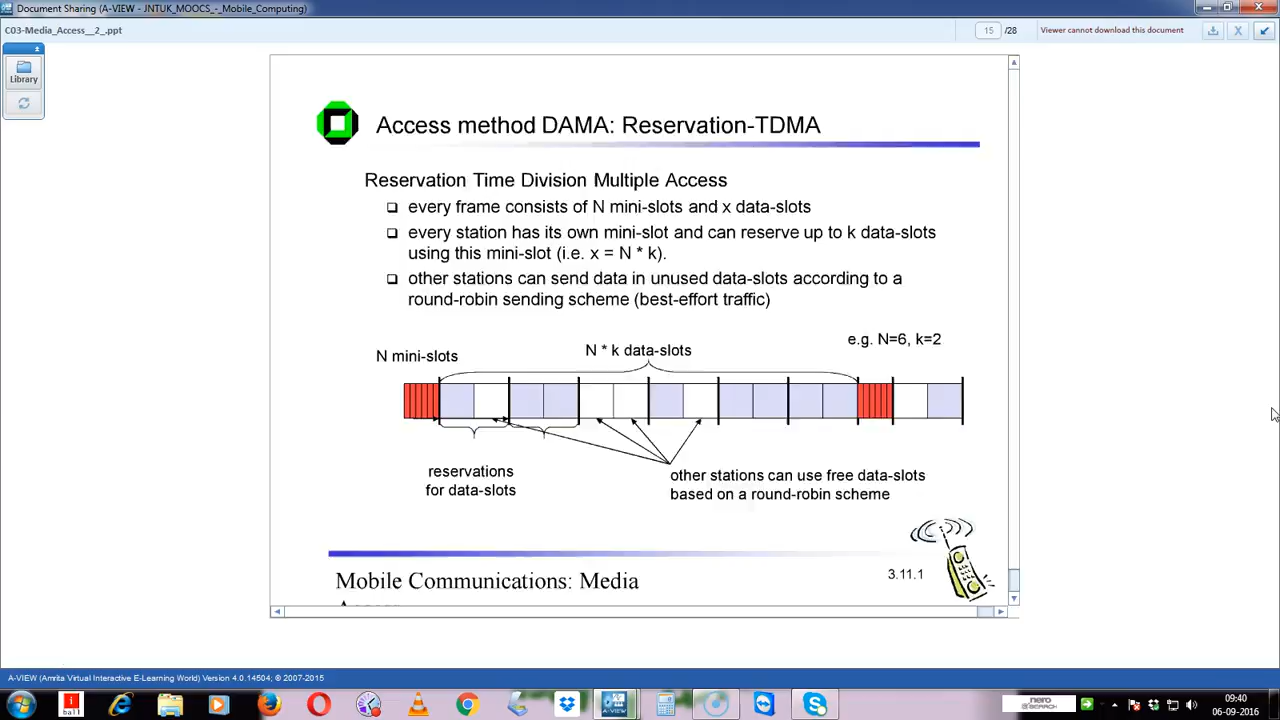 Document Sharing (A-VIEW - JNTUK_MOOCS_-_Mobile_Computing)
C03-Media_Access__2_.ppt
15 /28
Viewer cannot download this document
Library
Access method DAMA: Reservation-TDMA
Reservation Time Division Multiple Access
every frame consists of N mini-slots and x data-slots
every station has its own mini-slot and can reserve up to k data-slots
using this mini-slot (i.e. x = N * k).
other stations can send data in unused data-slots according to a
round-robin sending scheme (best-effort traffic)
e.g. N=6, k=2
N mini-slots
N * k data-slots
reservations
for data-slots
other stations can use free data-slots
based on a round-robin scheme
3.11.1
Mobile Communications: Media
A-VIEW (Amrita Virtual Interactive E-Learning World) Version 4.0.14504; © 2007-2015
i
ball
nero
SEARCH
09:40
06-09-2016